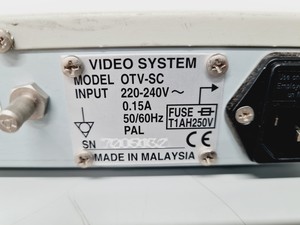 VIDEO SYSTEM
MODEL OTV-SC
INPUT 220-240V~
0.15A
50/60Hz
PAL
FUSE
T1AH250V
SN
CE
MADE IN MALAYSIA